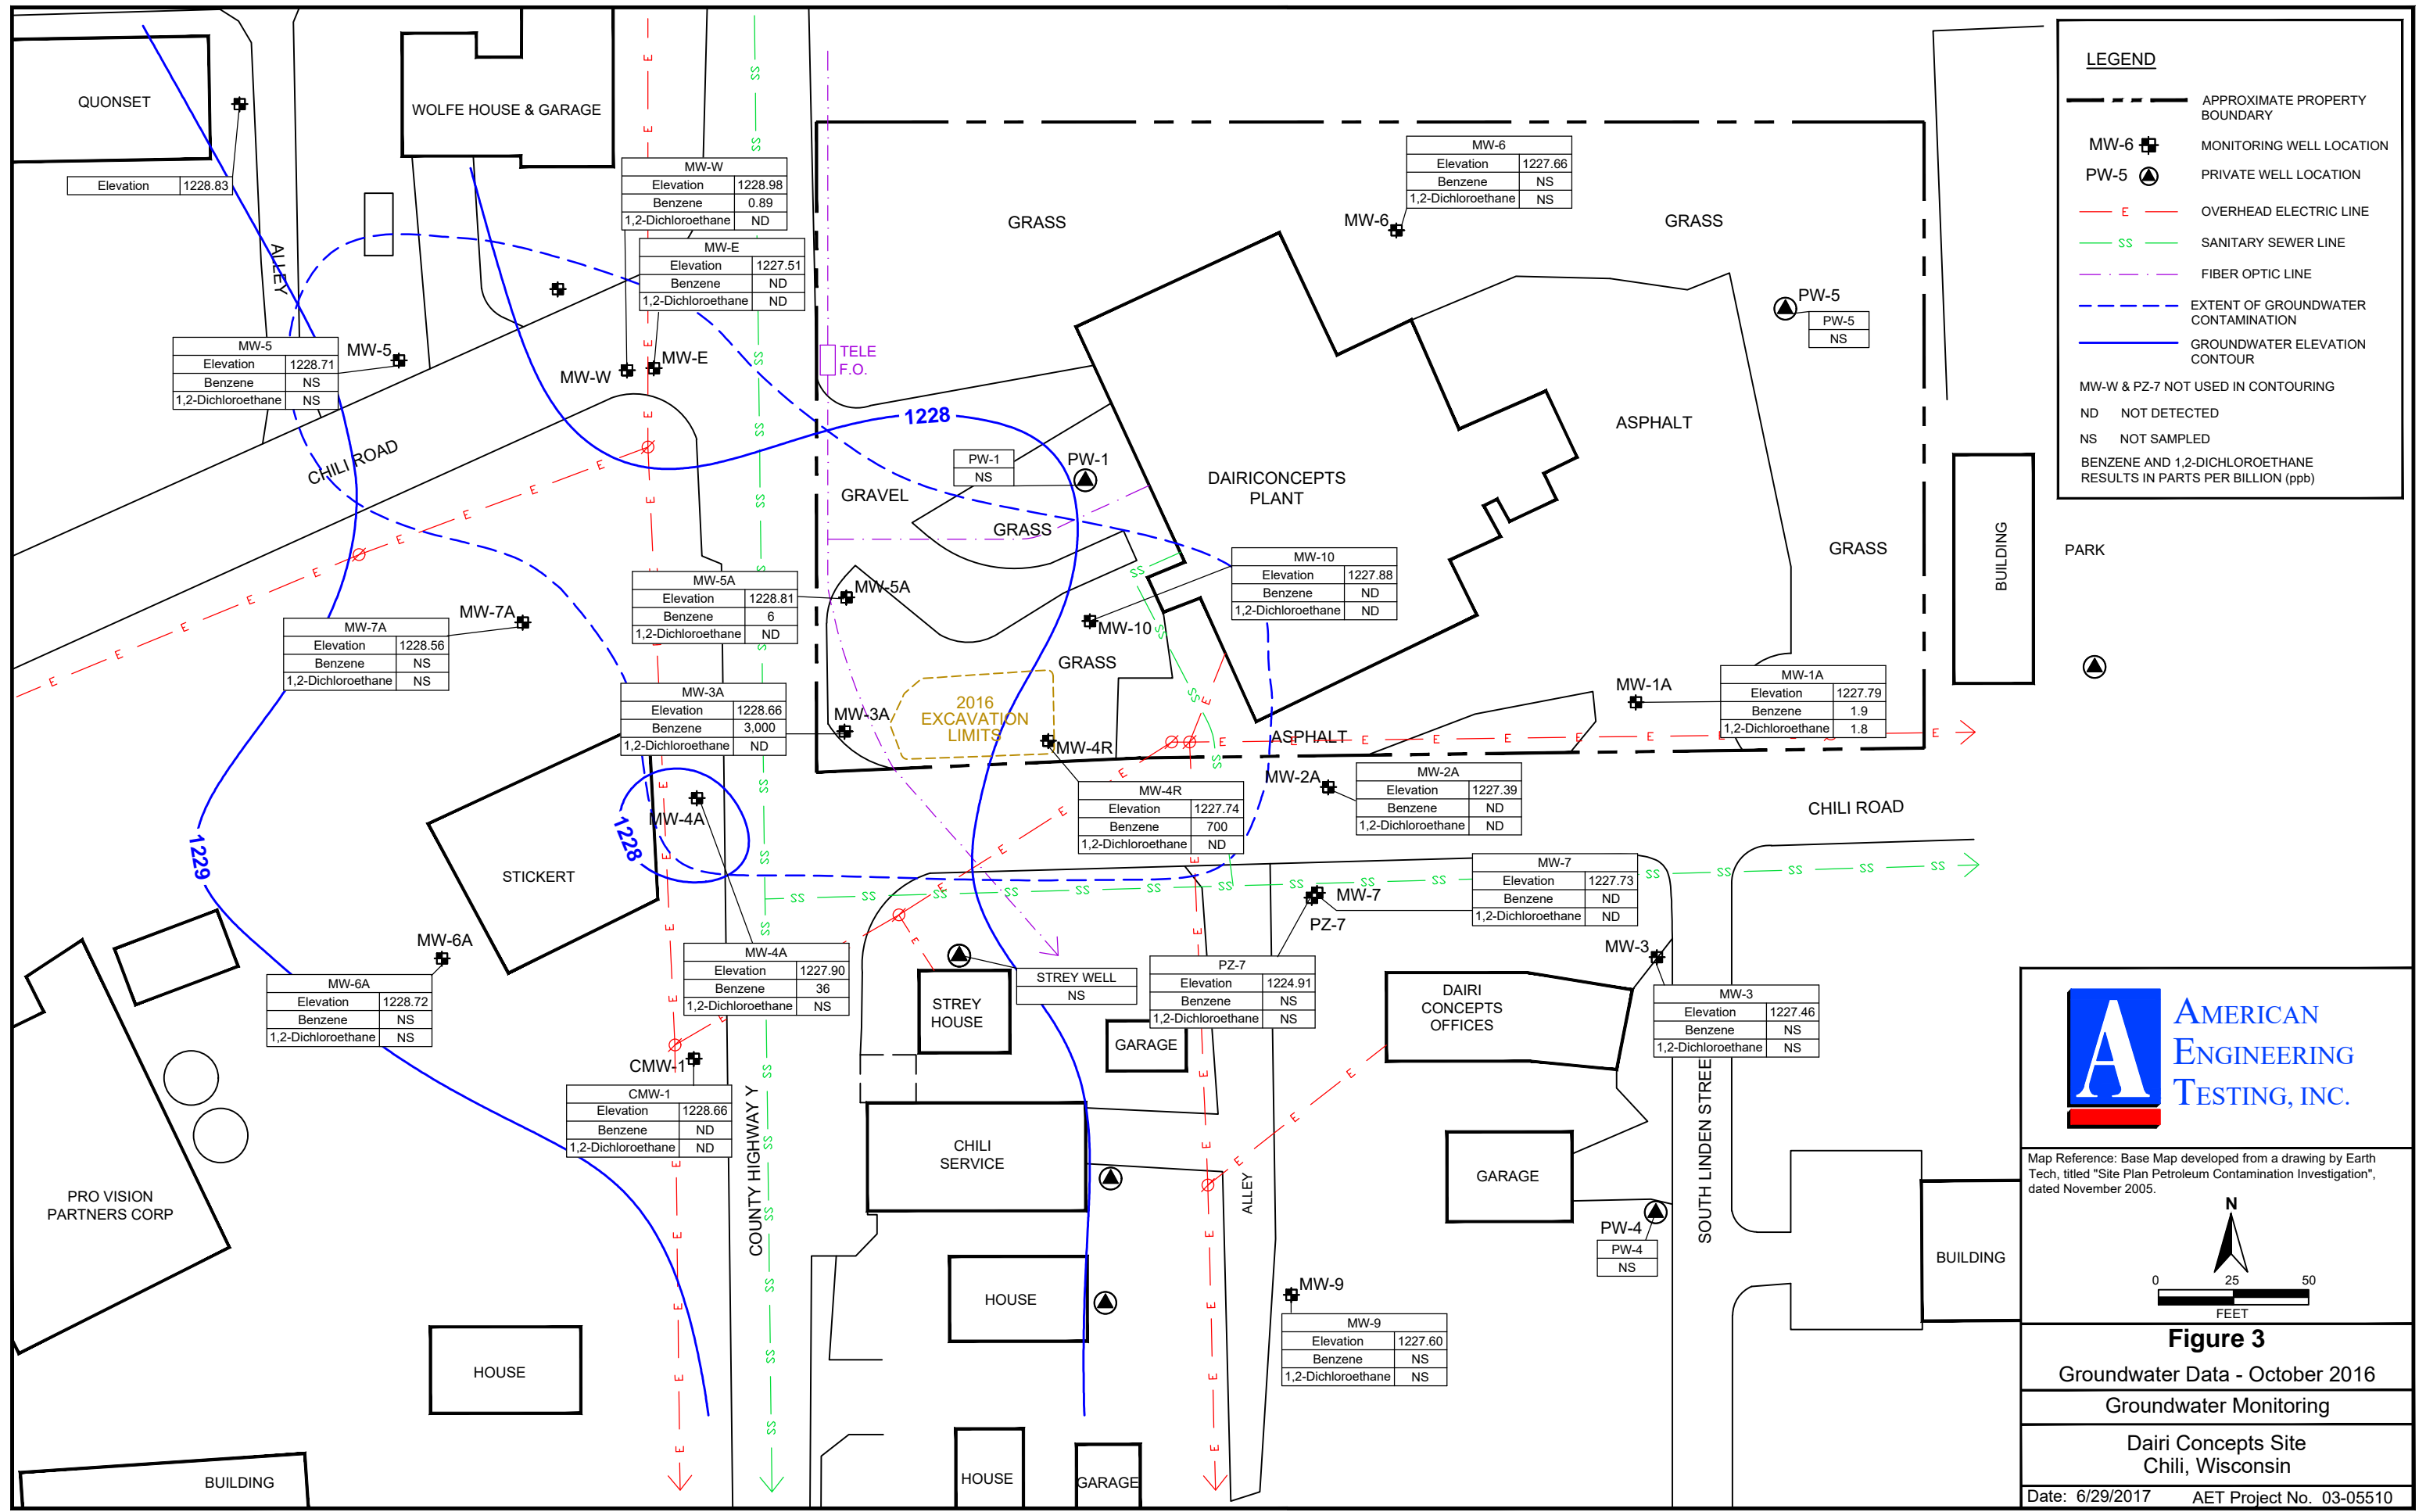 QUONSET
WOLFE HOUSE & GARAGE
Elevation 1228.83
ALLEY
MW-W
Elevation 1228.98
Benzene 0.89
1,2-Dichloroethane ND
MW-E
Elevation 1227.51
Benzene ND
1,2-Dichloroethane ND
MW-6
Elevation 1227.66
Benzene NS
1,2-Dichloroethane NS
MW-6
GRASS
GRASS
PW-5
PW-5
NS
MW-5
Elevation 1228.71
Benzene NS
1,2-Dichloroethane NS
MW-5
MW-W
MW-E
TELE
F.O.
1228
CHILI ROAD
PW-1
NS
PW-1
GRAVEL
GRASS
DAIRICONCEPTS
PLANT
ASPHALT
GRASS
BUILDING
PARK
MW-10
Elevation 1227.88
Benzene ND
1,2-Dichloroethane ND
MW-10
MW-5A
Elevation 1228.81
Benzene 6
1,2-Dichloroethane ND
MW-5A
MW-7A
MW-7A
Elevation 1228.56
Benzene NS
1,2-Dichloroethane NS
GRASS
MW-3A
Elevation 1228.66
Benzene 3,000
1,2-Dichloroethane ND
MW-3A
2016
EXCAVATION
LIMITS
MW-4R
ASPHALT
MW-1A
MW-1A
Elevation 1227.79
Benzene 1.9
1,2-Dichloroethane 1.8
MW-4R
Elevation 1227.74
Benzene 700
1,2-Dichloroethane ND
MW-2A
MW-2A
Elevation 1227.39
Benzene ND
1,2-Dichloroethane ND
CHILI ROAD
MW-4A
1228
1229
STICKERT
MW-7
Elevation 1227.73
Benzene ND
1,2-Dichloroethane ND
MW-7
PZ-7
MW-6A
MW-6A
Elevation 1228.72
Benzene NS
1,2-Dichloroethane NS
MW-4A
Elevation 1227.90
Benzene 36
1,2-Dichloroethane NS
STREY WELL
NS
STREY
HOUSE
PZ-7
Elevation 1224.91
Benzene NS
1,2-Dichloroethane NS
GARAGE
DAIRI
CONCEPTS
OFFICES
MW-3
MW-3
Elevation 1227.46
Benzene NS
1,2-Dichloroethane NS
CMW-1
CMW-1
Elevation 1228.66
Benzene ND
1,2-Dichloroethane ND
COUNTY HIGHWAY Y
CHILI
SERVICE
ALLEY
GARAGE
SOUTH LINDEN STREE
PRO VISION
PARTNERS CORP
PW-4
PW-4
NS
BUILDING
HOUSE
MW-9
MW-9
Elevation 1227.60
Benzene NS
1,2-Dichloroethane NS
HOUSE
BUILDING
HOUSE
GARAGE
LEGEND
APPROXIMATE PROPERTY
BOUNDARY
MW-6 MONITORING WELL LOCATION
PW-5 PRIVATE WELL LOCATION
E OVERHEAD ELECTRIC LINE
SS SANITARY SEWER LINE
FIBER OPTIC LINE
EXTENT OF GROUNDWATER
CONTAMINATION
GROUNDWATER ELEVATION
CONTOUR
MW-W & PZ-7 NOT USED IN CONTOURING
ND NOT DETECTED
NS NOT SAMPLED
BENZENE AND 1,2-DICHLOROETHANE
RESULTS IN PARTS PER BILLION (ppb)
A
AMERICAN
ENGINEERING
TESTING, INC.
Map Reference: Base Map developed from a drawing by Earth
Tech, titled "Site Plan Petroleum Contamination Investigation",
dated November 2005.
N
0 25 50
FEET
Figure 3
Groundwater Data - October 2016
Groundwater Monitoring
Dairi Concepts Site
Chili, Wisconsin
Date: 6/29/2017 AET Project No. 03-05510